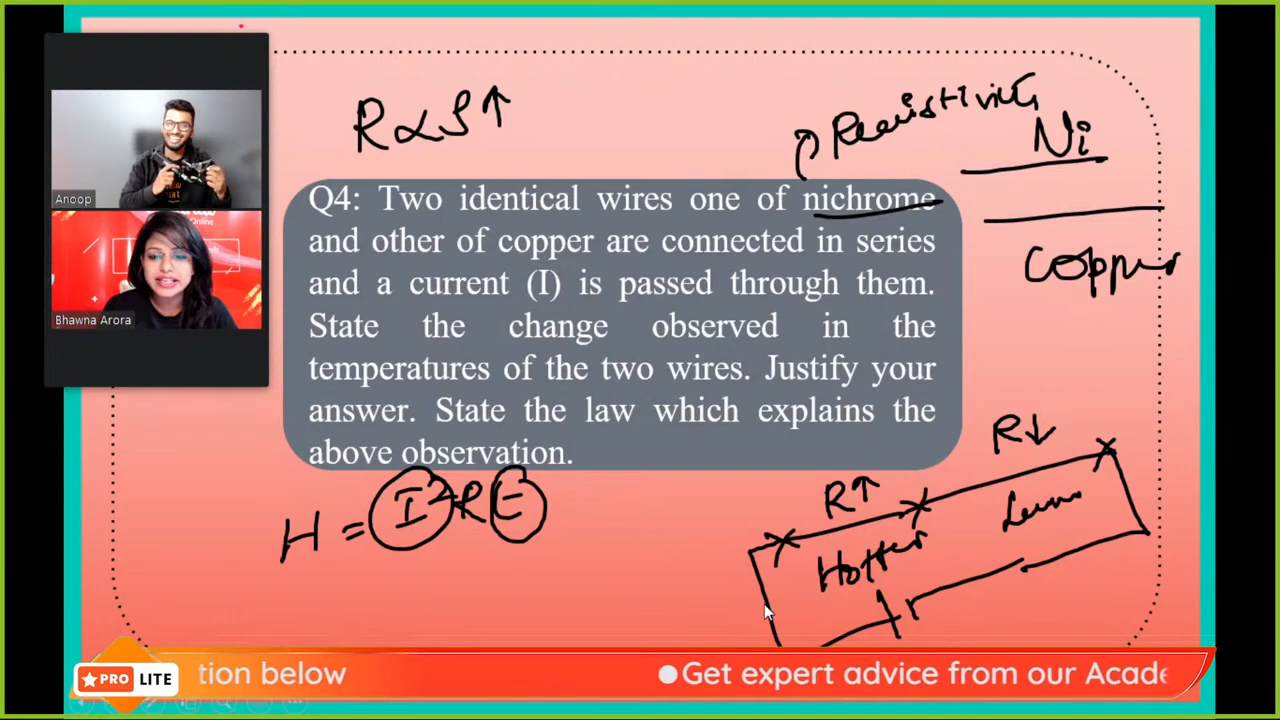 R∝ρ↑
↑Resistivity
Ni
Copper
Anoop
Bhawna Arora
Q4: Two identical wires one of nichrome
and other of copper are connected in series
and a current (I) is passed through them.
State the change observed in the
temperatures of the two wires. Justify your
answer. State the law which explains the
above observation.
H = I²Rt
R↑
R↓
Hotter
PRO LITE
tion below
Get expert advice from our Acade